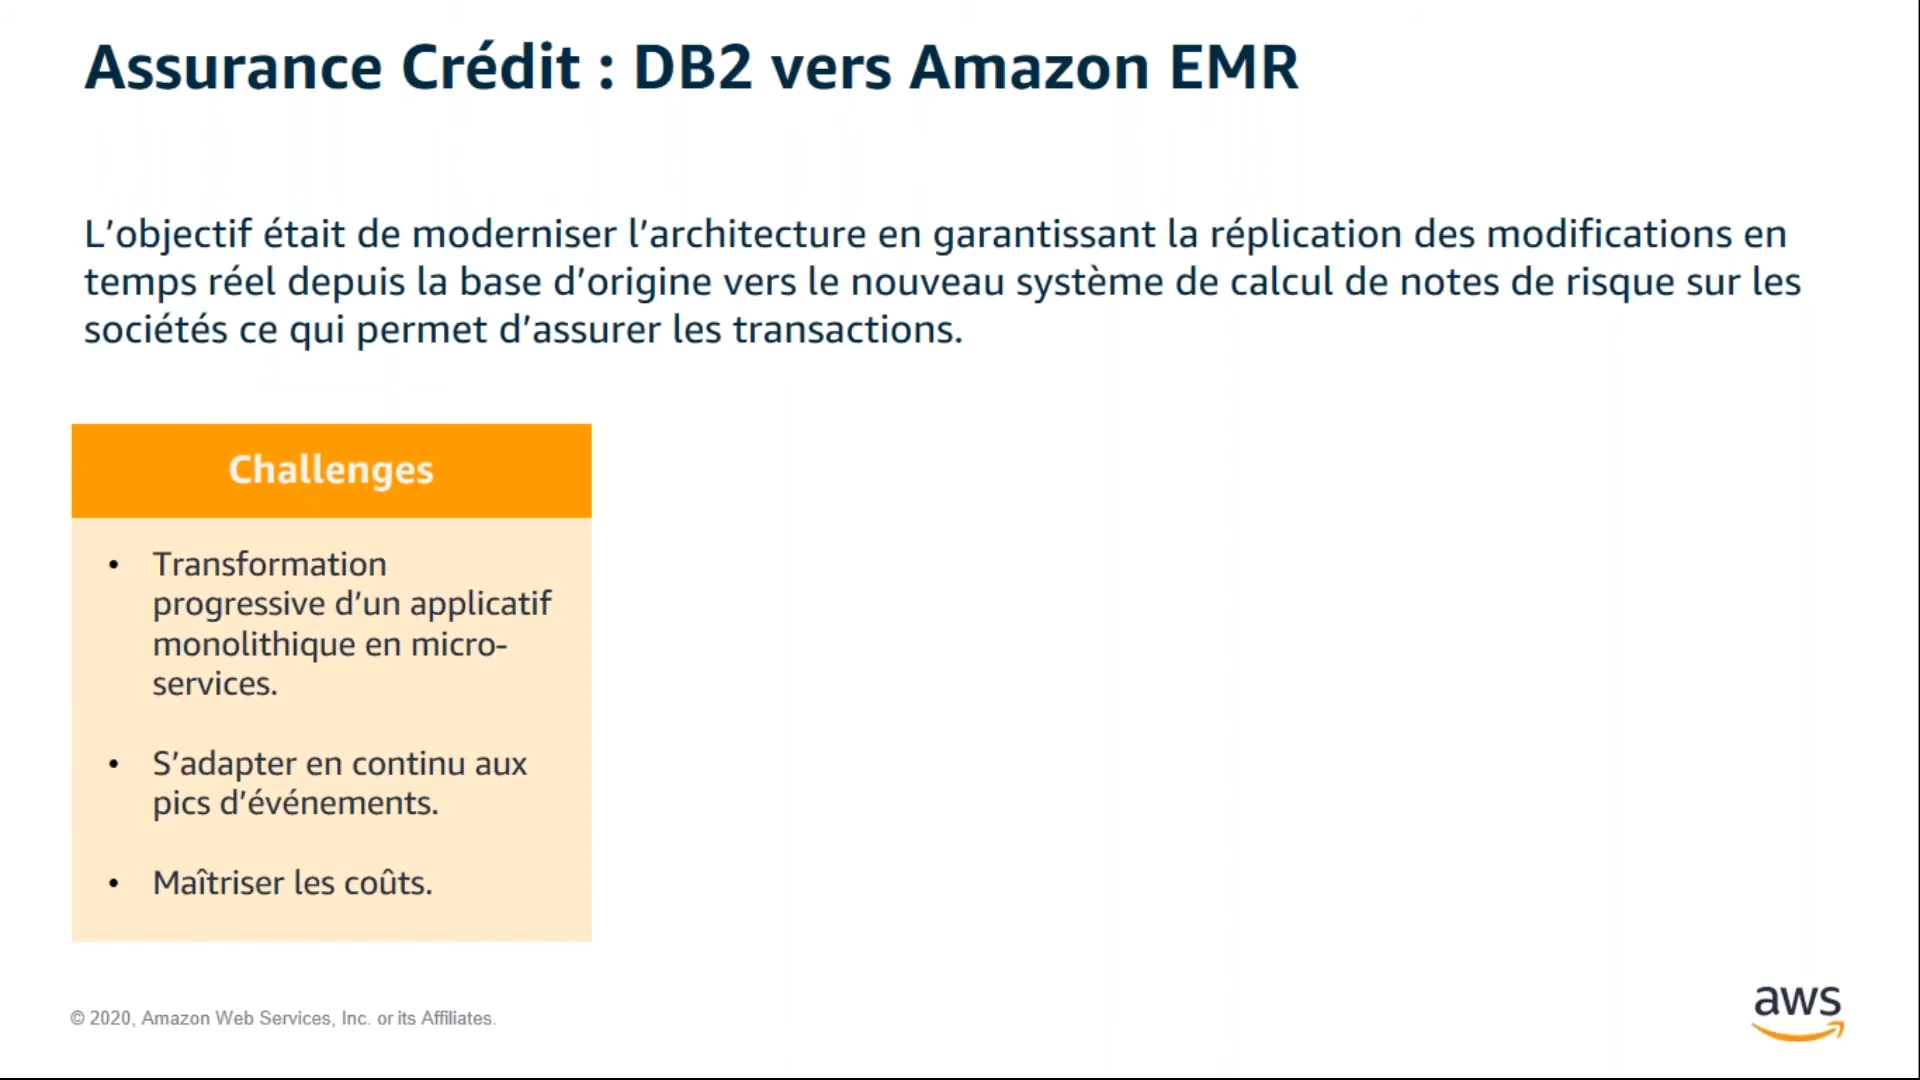 Assurance Crédit : DB2 vers Amazon EMR
L’objectif était de moderniser l’architecture en garantissant la réplication des modifications en
temps réel depuis la base d’origine vers le nouveau système de calcul de notes de risque sur les
sociétés ce qui permet d’assurer les transactions.
Challenges
• Transformation
progressive d’un applicatif
monolithique en micro-
services.
• S’adapter en continu aux
pics d’événements.
• Maîtriser les coûts.
© 2020, Amazon Web Services, Inc. or its Affiliates.
aws